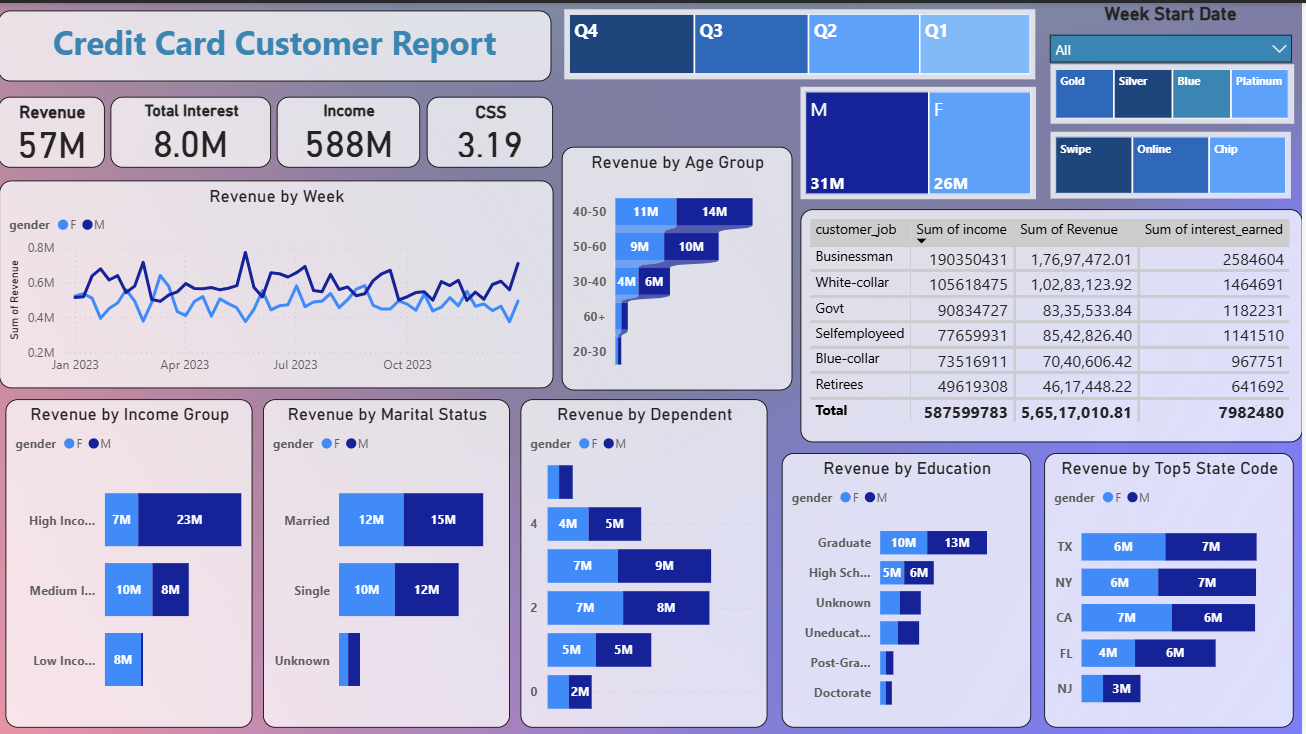 Credit Card Customer Report
Q4
Q3
Q2
Q1
Week Start Date
All
Gold
Silver
Blue
Platinum
Swipe
Online
Chip
M
31M
F
26M
Revenue
57M
Total Interest
8.0M
Income
588M
CSS
3.19
Revenue by Week
gender F M
0.8M
0.6M
0.4M
0.2M
Sum of Revenue
Jan 2023 Apr 2023 Jul 2023 Oct 2023
Revenue by Age Group
40-50 11M 14M
50-60 9M 10M
30-40 4M 6M
60+
20-30
customer_job Sum of income Sum of Revenue Sum of interest_earned
Businessman 190350431 1,76,97,472.01 2584604
White-collar 105618475 1,02,83,123.92 1464691
Govt 90834727 83,35,533.84 1182231
Selfemployeed 77659931 85,42,826.40 1141510
Blue-collar 73516911 70,40,606.42 967751
Retirees 49619308 46,17,448.22 641692
Total 587599783 5,65,17,010.81 7982480
Revenue by Income Group
gender F M
High Inco... 7M 23M
Medium I... 10M 8M
Low Inco... 8M
Revenue by Marital Status
gender F M
Married 12M 15M
Single 10M 12M
Unknown
Revenue by Dependent
gender F M
4 4M 5M
7M 9M
2 7M 8M
5M 5M
0 2M
Revenue by Education
gender F M
Graduate 10M 13M
High Sch... 5M 6M
Unknown
Uneducat...
Post-Gra...
Doctorate
Revenue by Top5 State Code
gender F M
TX 6M 7M
NY 6M 7M
CA 7M 6M
FL 4M 6M
NJ 3M